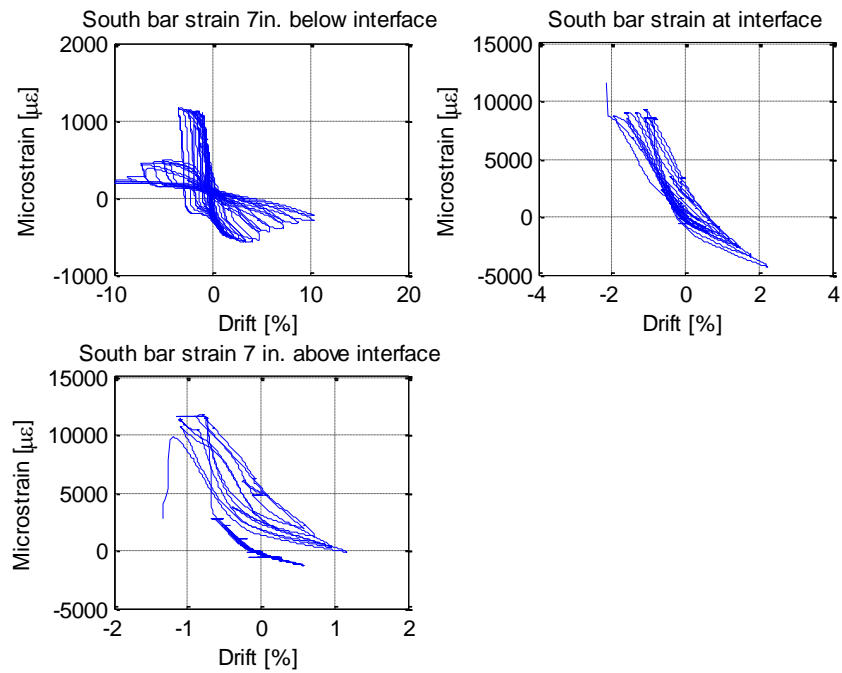 South bar strain 7in. below interface
2000
1000
0
-1000
Microstrain [με]
-10 0 10 20
Drift [%]
South bar strain at interface
15000
10000
5000
0
-5000
Microstrain [με]
-4 -2 0 2 4
Drift [%]
South bar strain 7 in. above interface
15000
10000
5000
0
-5000
Microstrain [με]
-2 -1 0 1 2
Drift [%]